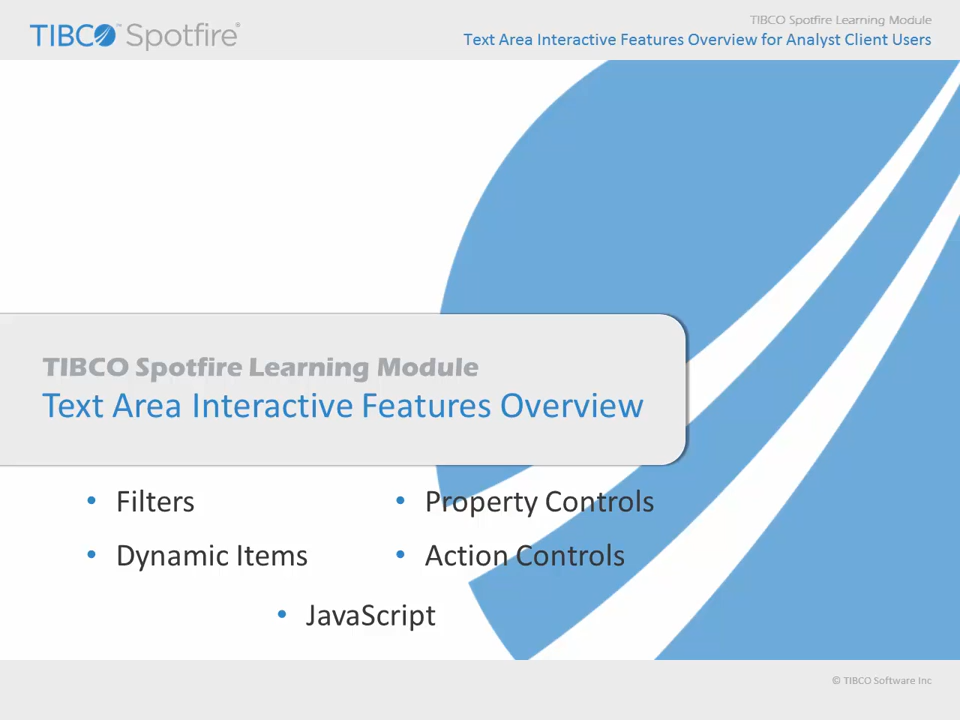 TIBCO™ Spotfire®
TIBCO Spotfire Learning Module
Text Area Interactive Features Overview for Analyst Client Users
TIBCO Spotfire Learning Module
Text Area Interactive Features Overview
• Filters
• Property Controls
• Dynamic Items
• Action Controls
• JavaScript
© TIBCO Software Inc